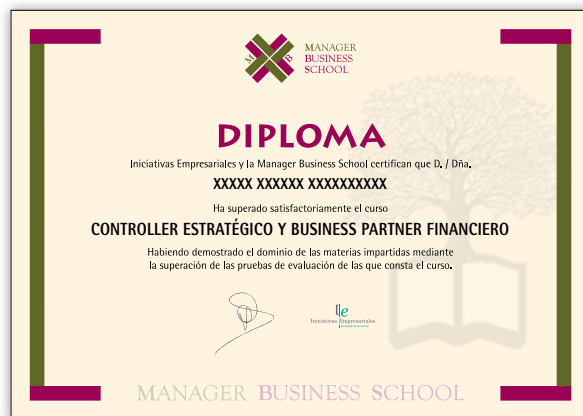 MANAGER
BUSINESS
SCHOOL
M B
DIPLOMA
Iniciativas Empresariales y la Manager Business School certifican que D. / Dña.
XXXXX XXXXXX XXXXXXXXXX
Ha superado satisfactoriamente el curso
CONTROLLER ESTRATÉGICO Y BUSINESS PARTNER FINANCIERO
Habiendo demostrado el dominio de las materias impartidas mediante
la superación de las pruebas de evaluación de las que consta el curso.
Ile
Iniciativas Empresariales
MANAGER BUSINESS SCHOOL